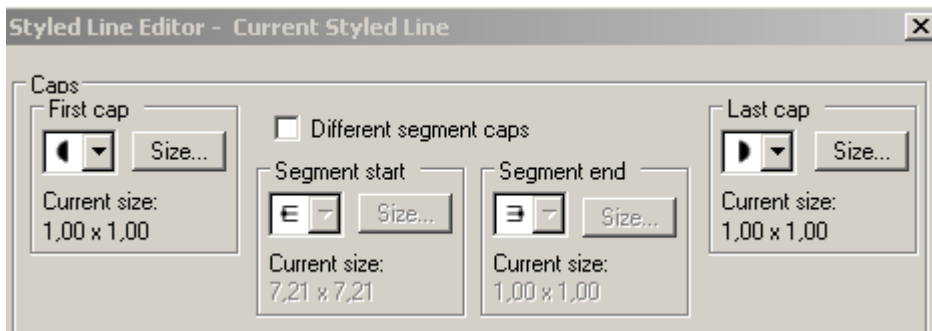 Styled Line Editor - Current Styled Line
Caps
First cap
Size...
Current size:
1,00 x 1,00
Different segment caps
Segment start
Size...
Current size:
7,21 x 7,21
Segment end
Size...
Current size:
1,00 x 1,00
Last cap
Size...
Current size:
1,00 x 1,00